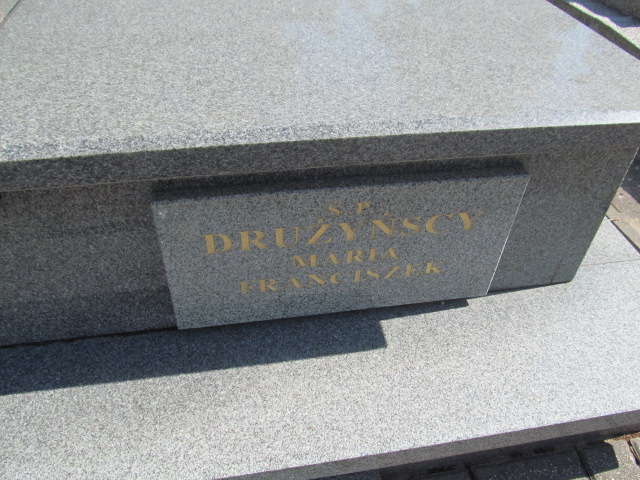 Ś. P.
DRUŻYŃSCY
MARIA
FRANCISZEK